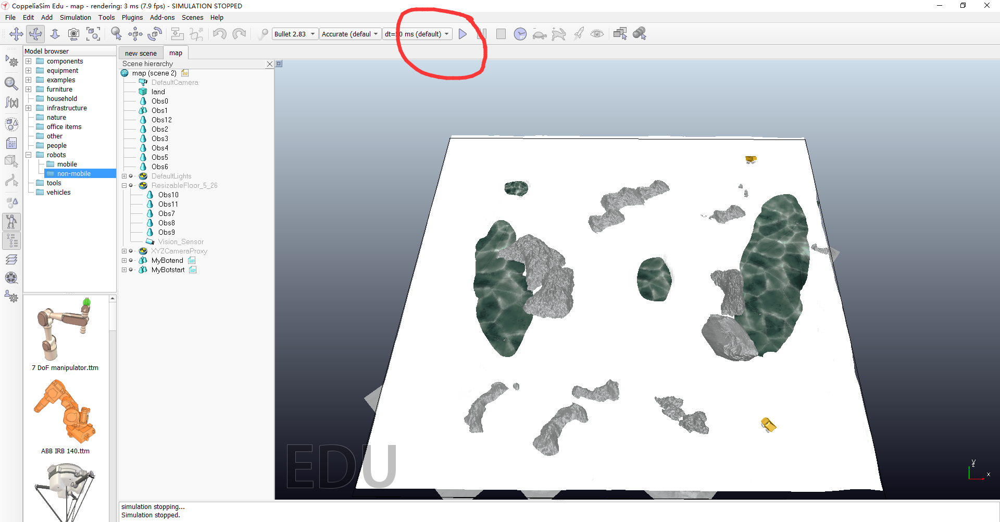 CoppeliaSim Edu - map - rendering: 3 ms (7.9 fps) - SIMULATION STOPPED
File Edit Add Simulation Tools Plugins Add-ons Scenes Help
Bullet 2.83 Accurate (defaul dt=50 ms (default)
Model browser
components
equipment
examples
furniture
household
infrastructure
nature
office items
other
people
robots
mobile
non-mobile
tools
vehicles
7 DoF manipulator.ttm
ABB IRB 140.ttm
new scene map
Scene hierarchy
map (scene 2)
DefaultCamera
land
Obs0
Obs1
Obs12
Obs2
Obs3
Obs4
Obs5
Obs6
DefaultLights
ResizableFloor_5_26
Obs10
Obs11
Obs7
Obs8
Obs9
Vision_Sensor
XYZCameraProxy
MyBotend
MyBotstart
f(x)
EDU
y
z
x
simulation stopping...
Simulation stopped.